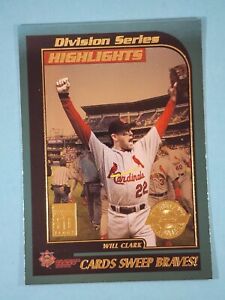 Division Series
HIGHLIGHTS
Cardinals
22
WILL CLARK
CARDS SWEEP BRAVES!